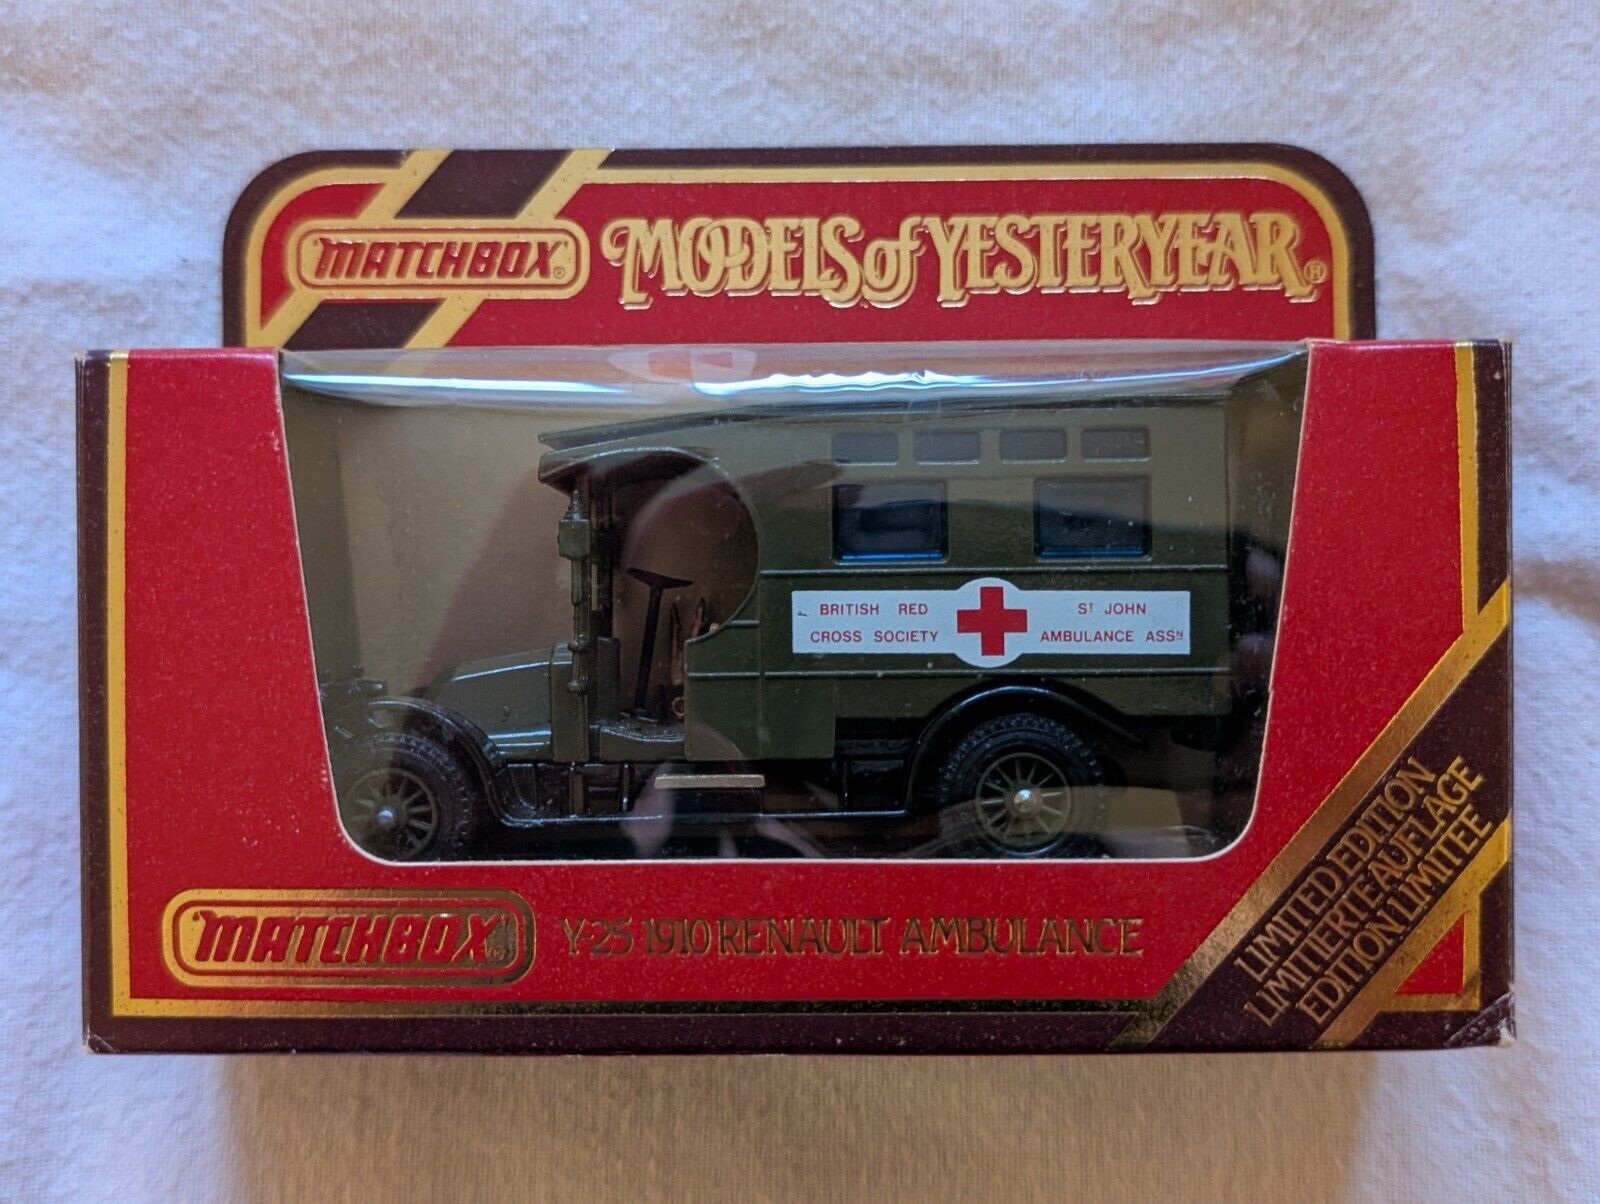 MATCHBOX®
MODELS of YESTERYEAR®
BRITISH RED
CROSS SOCIETY
ST JOHN
AMBULANCE ASSN
MATCHBOX®
Y-25 1910 RENAULT AMBULANCE
LIMITED EDITION
LIMITIERTE AUFLAGE
EDITION LIMITEE